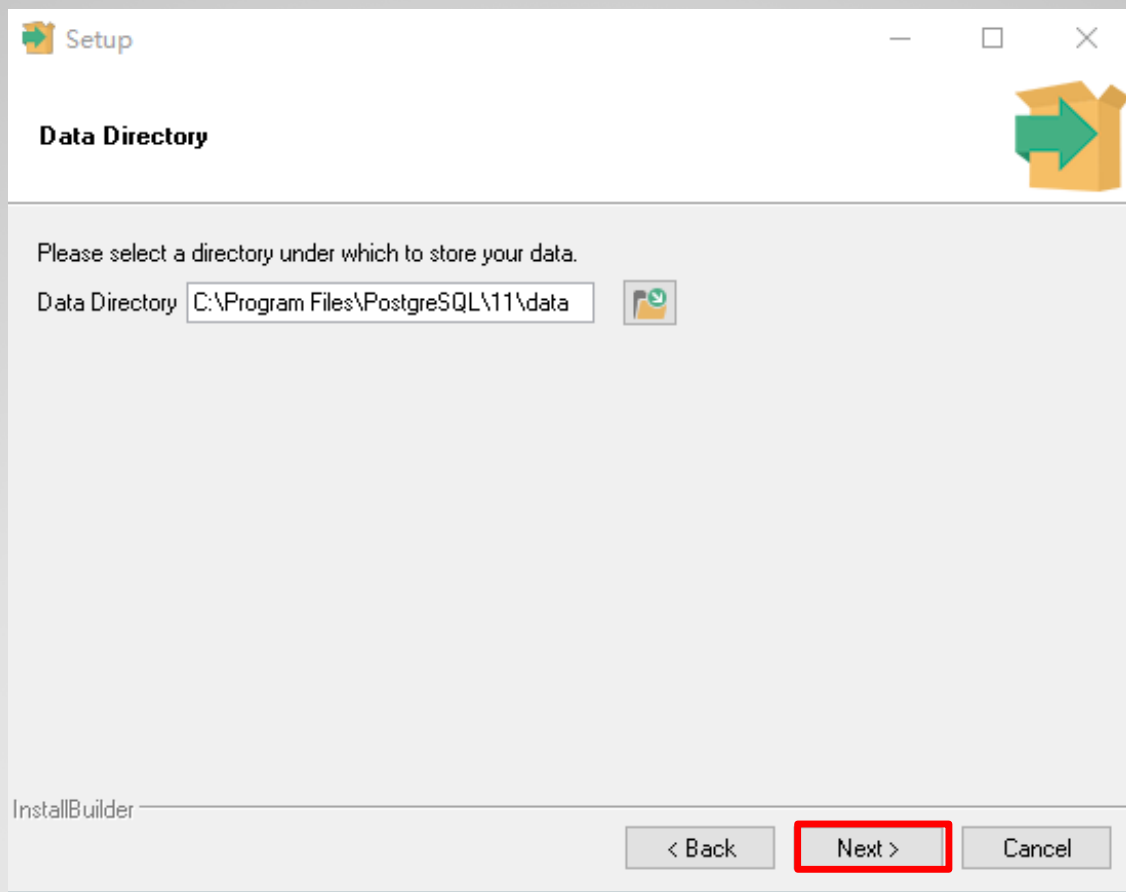 Setup
Data Directory
Please select a directory under which to store your data.
Data Directory C:\Program Files\PostgreSQL\11\data
InstallBuilder
< Back Next > Cancel